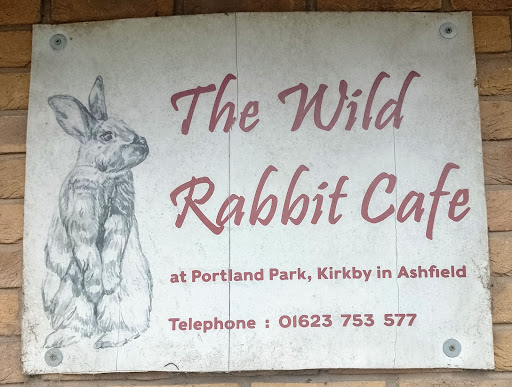 The Wild
Rabbit Cafe
at Portland Park, Kirkby in Ashfield
Telephone : 01623 753 577